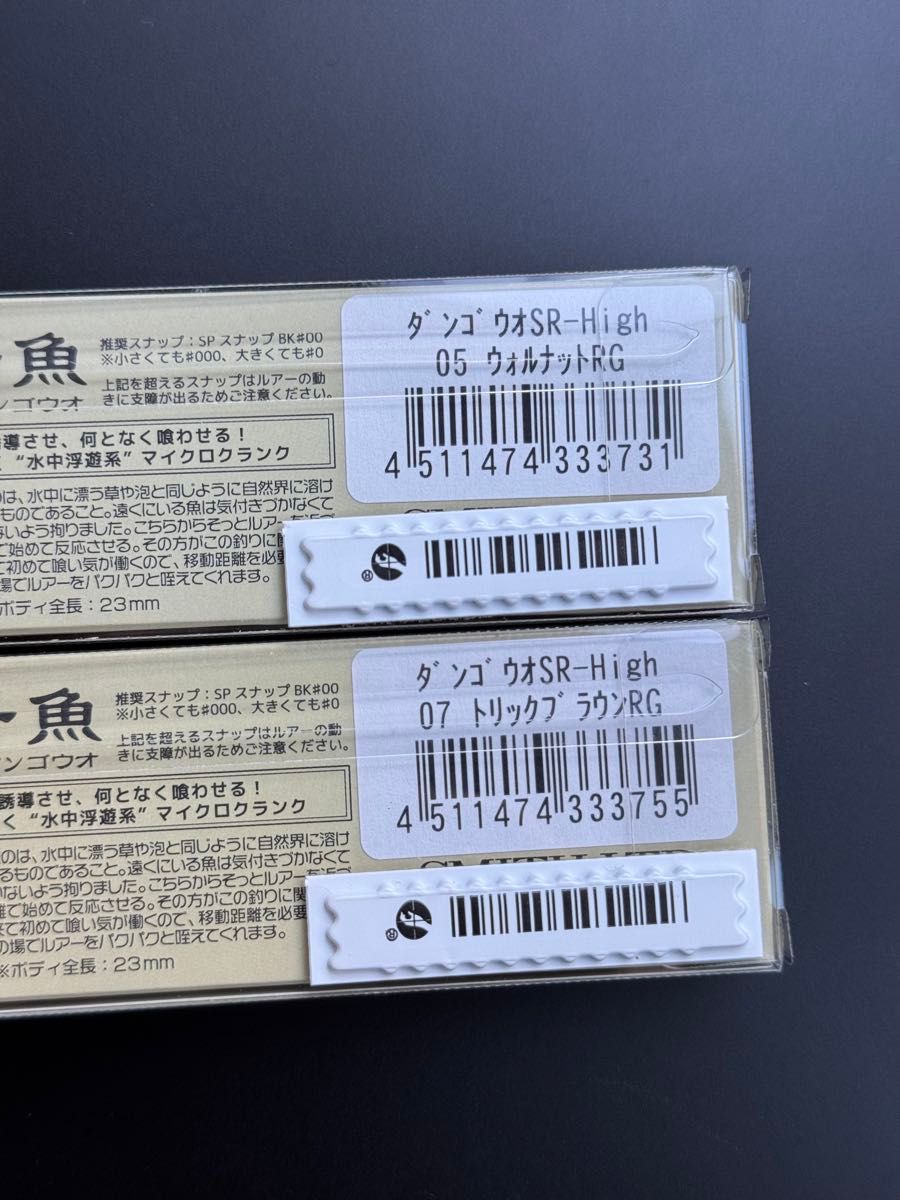 魚
ンゴウオ
推奨スナップ：SP スナップ BK#00
※小さくても#000、大きくても#0
上記を超えるスナップはルアーの動
きに支障が出るためご注意ください。
導させ、何となく喰わせる！
“水中浮遊系” マイクロクランク
のは、水中に漂う草や泡と同じように自然界に溶け
ものであること。遠くにいる魚は気付きづかなくて
ないよう拘りました。こちらからそっとルアーを
て始めて反応させる。その方がこの釣りに関
て初めて喰い気が働くので、移動距離を必要
場でルアーをパクパクと咥えてくれます。
ボディ全長：23mm
ﾀﾞﾝｺﾞｳｵSR-High
05 ｳｫﾙﾅｯﾄRG
4 511474 333731
®
魚
ンゴウオ
推奨スナップ：SP スナップ BK#00
※小さくても#000、大きくても#0
上記を超えるスナップはルアーの動
きに支障が出るためご注意ください。
誘導させ、何となく喰わせる！
く “水中浮遊系” マイクロクランク
のは、水中に漂う草や泡と同じように自然界に溶け
るものであること。遠くにいる魚は気付きづかなくて
ないよう拘りました。こちらからそっとルアーを
て始めて反応させる。その方がこの釣りに関
て初めて喰い気が働くので、移動距離を必要
の場でルアーをパクパクと咥えてくれます。
※ボディ全長：23mm
ﾀﾞﾝｺﾞｳｵSR-High
07 ﾄﾘｯｸﾌﾞﾗｳﾝRG
4 511474 333755
SMITH LTD
®